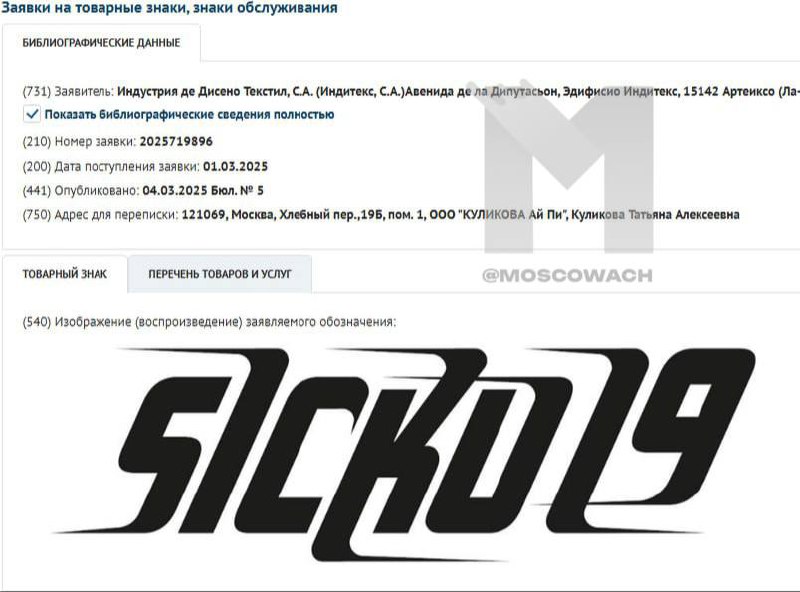 Заявки на товарные знаки, знаки обслуживания
БИБЛИОГРАФИЧЕСКИЕ ДАННЫЕ
(731) Заявитель: Индустрия де Дисено Текстил, С.А. (Индитекс, С.А.)Авенида де ла Дипутасьон, Эдифисио Индитекс, 15142 Артеиксо (Ла-
Показать библиографические сведения полностью
(210) Номер заявки: 2025719896
(200) Дата поступления заявки: 01.03.2025
(441) Опубликовано: 04.03.2025 Бюл. № 5
(750) Адрес для переписки: 121069, Москва, Хлебный пер.,19Б, пом. 1, ООО "КУЛИКОВА Ай Пи", Куликова Татьяна Алексеевна
@MOSCOWACH
ТОВАРНЫЙ ЗНАК
ПЕРЕЧЕНЬ ТОВАРОВ И УСЛУГ
(540) Изображение (воспроизведение) заявляемого обозначения:
SICKO19